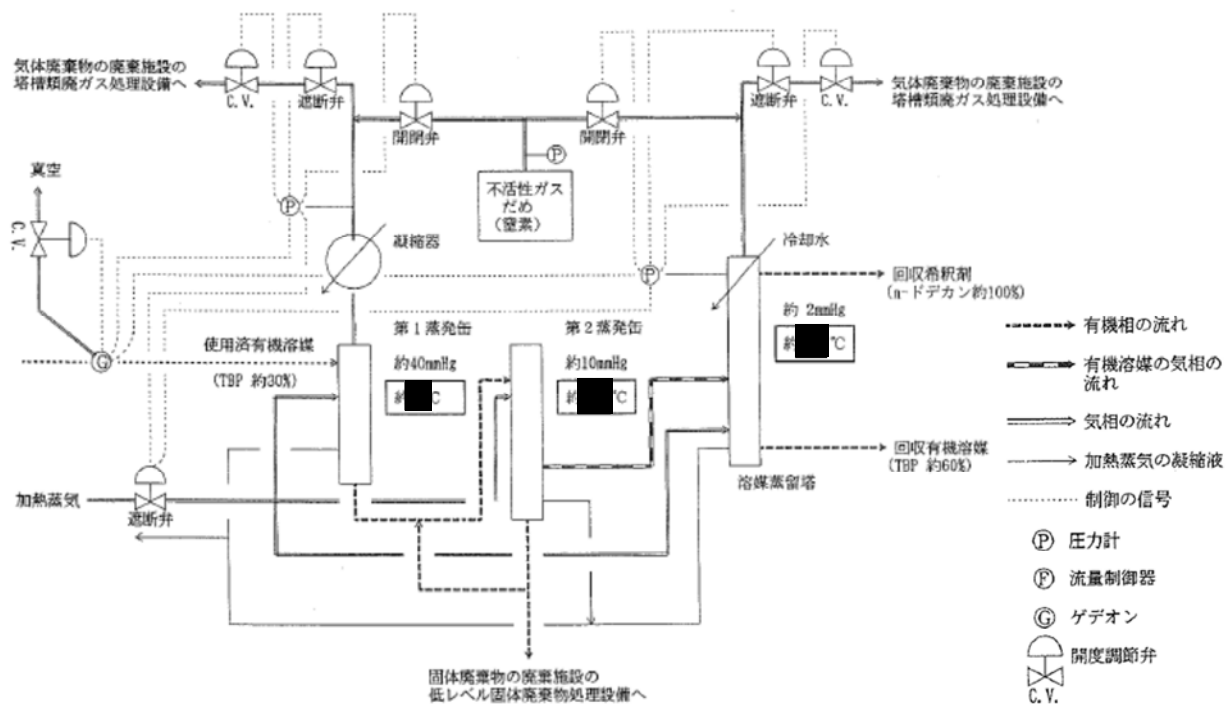 気体廃棄物の廃棄施設の
塔槽類廃ガス処理設備へ
C.V.
遮断弁
開閉弁
開閉弁
遮断弁
C.V.
気体廃棄物の廃棄施設の
塔槽類廃ガス処理設備へ
真空
C.V.
P
不活性ガス
だめ
(窒素)
P
凝縮器
P
冷却水
回収希釈剤
(n-ドデカン約100%)
第1蒸発缶
約40mmHg
約 C
第2蒸発缶
約10mmHg
約 ℃
約 2mmHg
約 ℃
使用済有機溶媒
(TBP 約30%)
G
回収有機溶媒
(TBP 約60%)
溶媒蒸留塔
加熱蒸気
遮断弁
固体廃棄物の廃棄施設の
低レベル固体廃棄物処理設備へ
有機相の流れ
有機溶媒の気相の
流れ
気相の流れ
加熱蒸気の凝縮液
制御の信号
P 圧力計
F 流量制御器
G ゲデオン
開度調節弁
C.V.